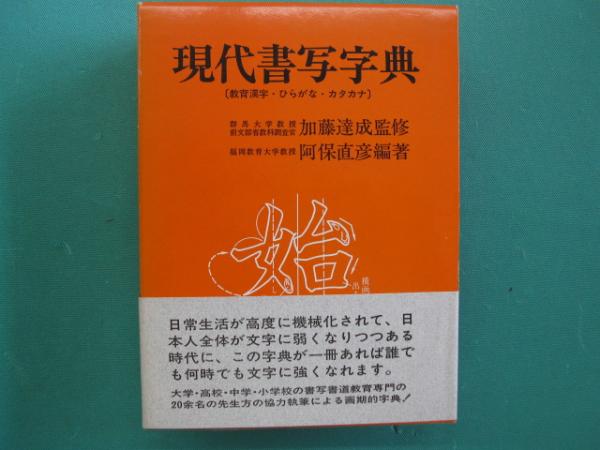 現代書写字典
〔教育漢字・ひらがな・カタカナ〕
群馬大学教授
前文部省教科調査官
加藤達成監修
福岡教育大学教授 阿保直彦編著
始
日常生活が高度に機械化されて、日
本人全体が文字に弱くなりつつある
時代に、この字典が一冊あれば誰で
も何時でも文字に強くなれます。
大学・高校・中学・小学校の書写書道教育専門の
20余名の先生方の協力執筆による画期的字典！